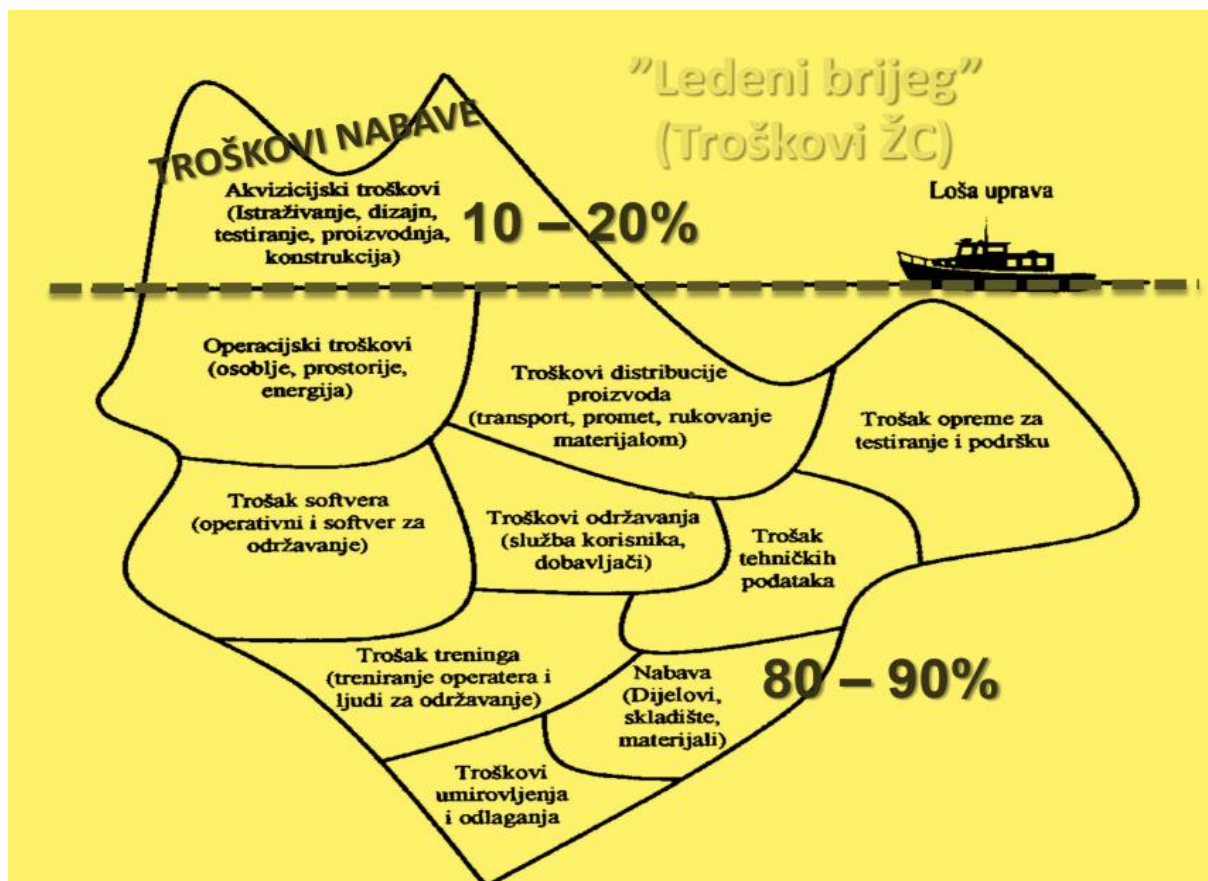 ”Ledeni brijeg”
(Troškovi ŽC)
TROŠKOVI NABAVE
Akvizicijski troškovi
(Istraživanje, dizajn,
testiranje, proizvodnja,
konstrukcija)
10 – 20%
Loša uprava
Operacijski troškovi
(osoblje, prostorije,
energija)
Troškovi distribucije
proizvoda
(transport, promet, rukovanje
materijalom)
Trošak opreme za
testiranje i podršku
Trošak softvera
(operativni i softver za
održavanje)
Troškovi održavanja
(služba korisnika,
dobavljači)
Trošak
tehničkih
podataka
Trošak treninga
(treniranje operatera i
ljudi za održavanje)
Nabava
(Dijelovi,
skladište,
materijali)
80 – 90%
Troškovi
umirovljenja
i odlaganja